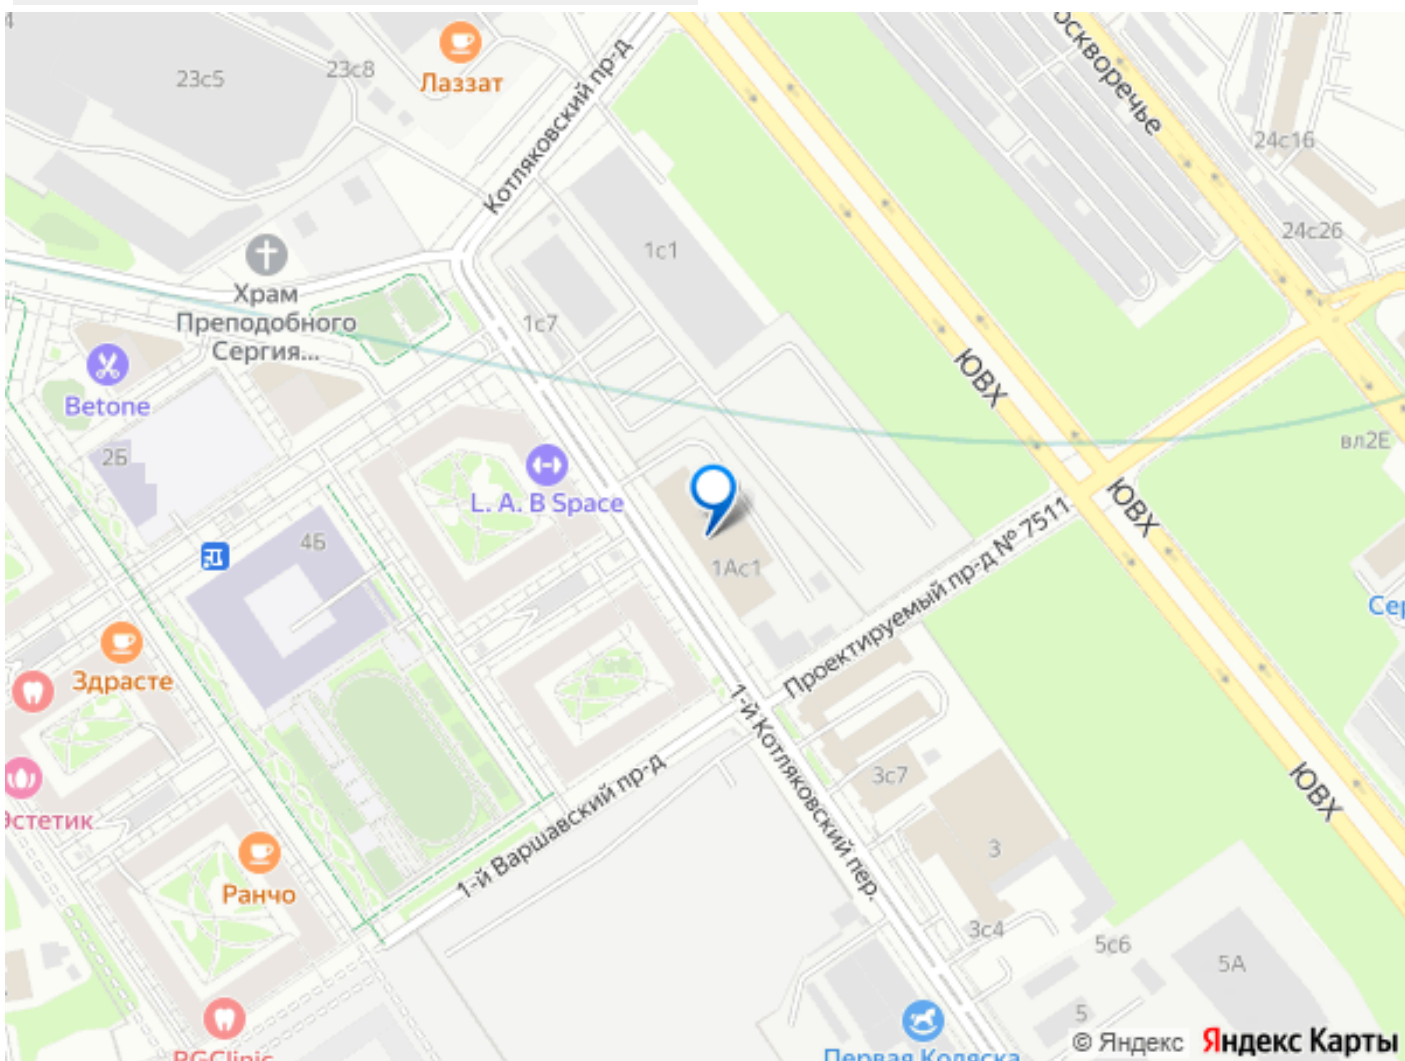 23с5
23с8
Лаззат
Котляковский пр-д
24с16
24с26
1с1
Храм
Преподобного
Сергия...
1с7
ЮВХ
Betone
вл2Е
2Б
L. A. B Space
ЮВХ
4Б
1Ас1
Проектируемый пр-д № 7511
Здрасте
1-й Котляковский пер.
1-й Варшавский пр-д
3с7
ЮВХ
3
Ранчо
3с4
5с6
5А
5
Первая Коляска
© Яндекс Яндекс Карты